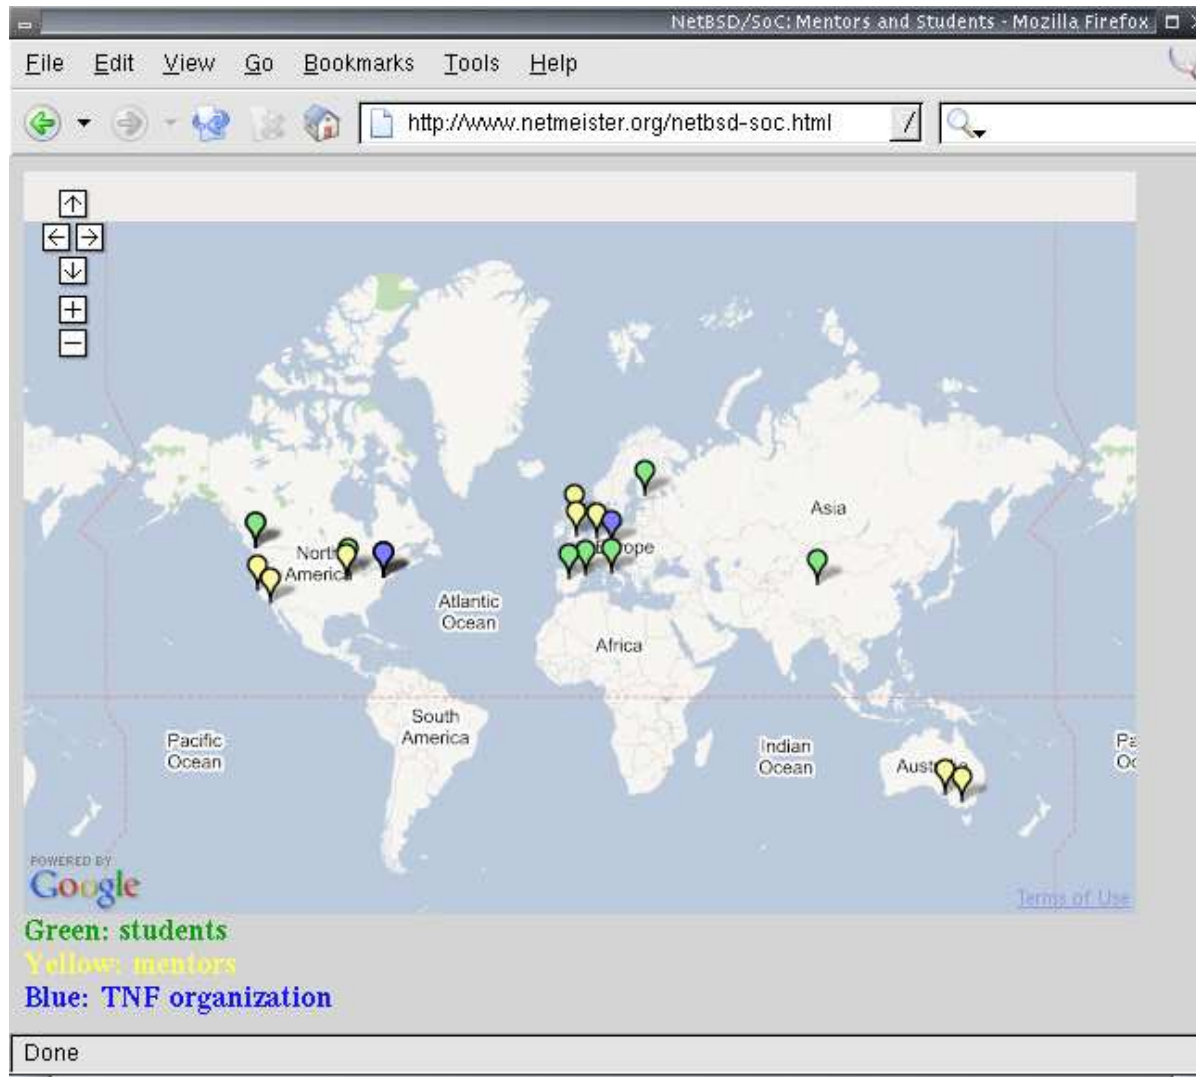 NetBSD/SoC: Mentors and Students - Mozilla Firefox
File Edit View Go Bookmarks Tools Help
http://www.netmeister.org/netbsd-soc.html
Asia
North
America
Europe
Atlantic
Ocean
Africa
South
America
Pacific
Ocean
Indian
Ocean
Pa
Oc
POWERED BY
Google
Terms of Use
Green: students
Yellow: mentors
Blue: TNF organization
Done